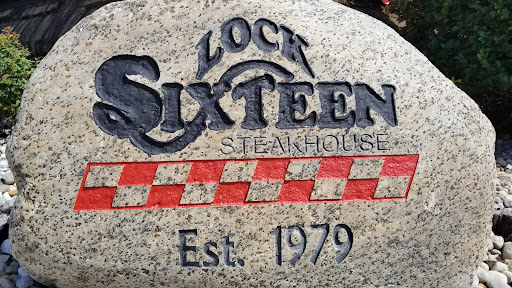 LOCK
SIXTEEN
STEAKHOUSE
Est. 1979